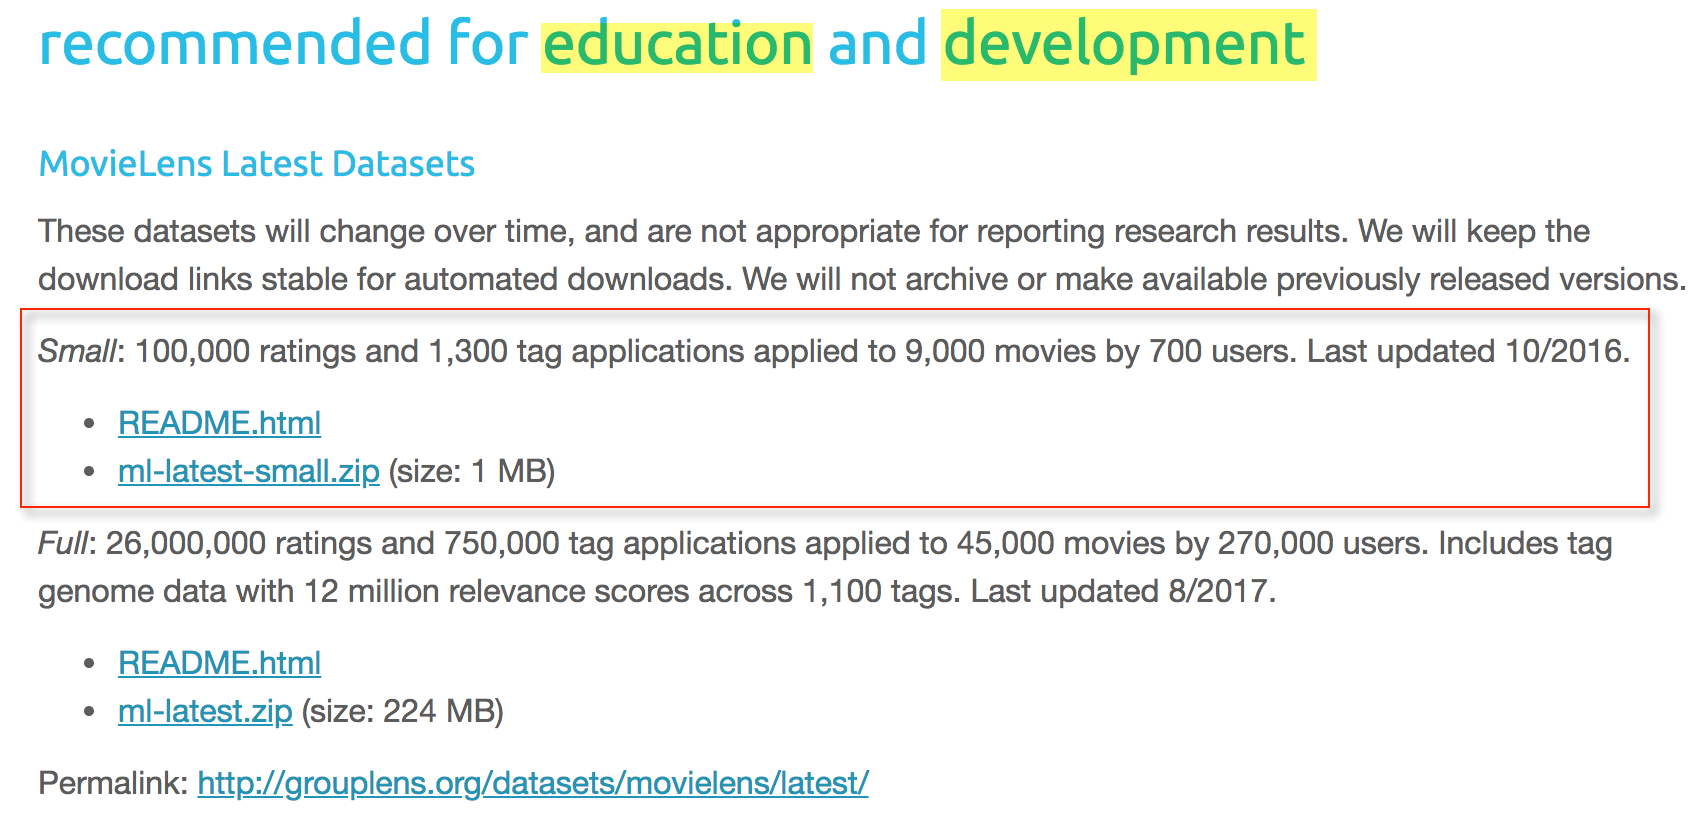 recommended for education and development
MovieLens Latest Datasets
These datasets will change over time, and are not appropriate for reporting research results. We will keep the
download links stable for automated downloads. We will not archive or make available previously released versions.
Small: 100,000 ratings and 1,300 tag applications applied to 9,000 movies by 700 users. Last updated 10/2016.
• README.html
• ml-latest-small.zip (size: 1 MB)
Full: 26,000,000 ratings and 750,000 tag applications applied to 45,000 movies by 270,000 users. Includes tag
genome data with 12 million relevance scores across 1,100 tags. Last updated 8/2017.
• README.html
• ml-latest.zip (size: 224 MB)
Permalink: http://grouplens.org/datasets/movielens/latest/